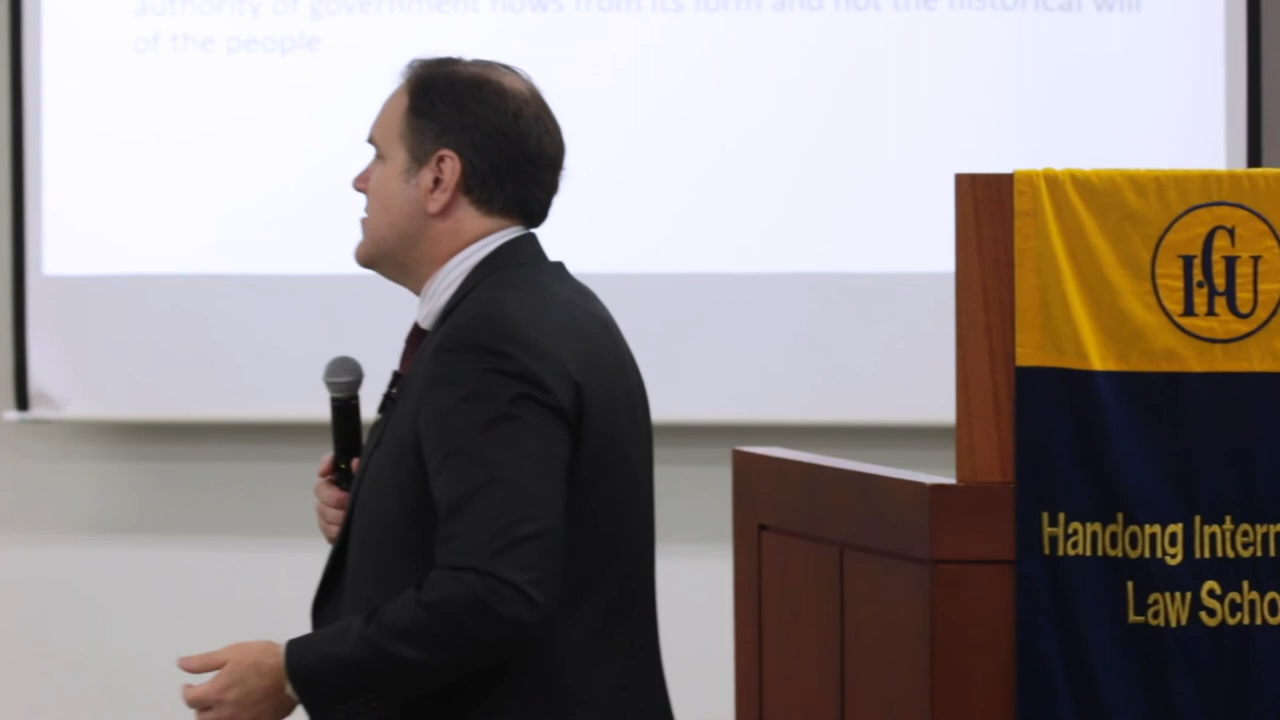 authority of government flows from its form and not the historical will
of the people
HGU
Handong Intern
Law Scho